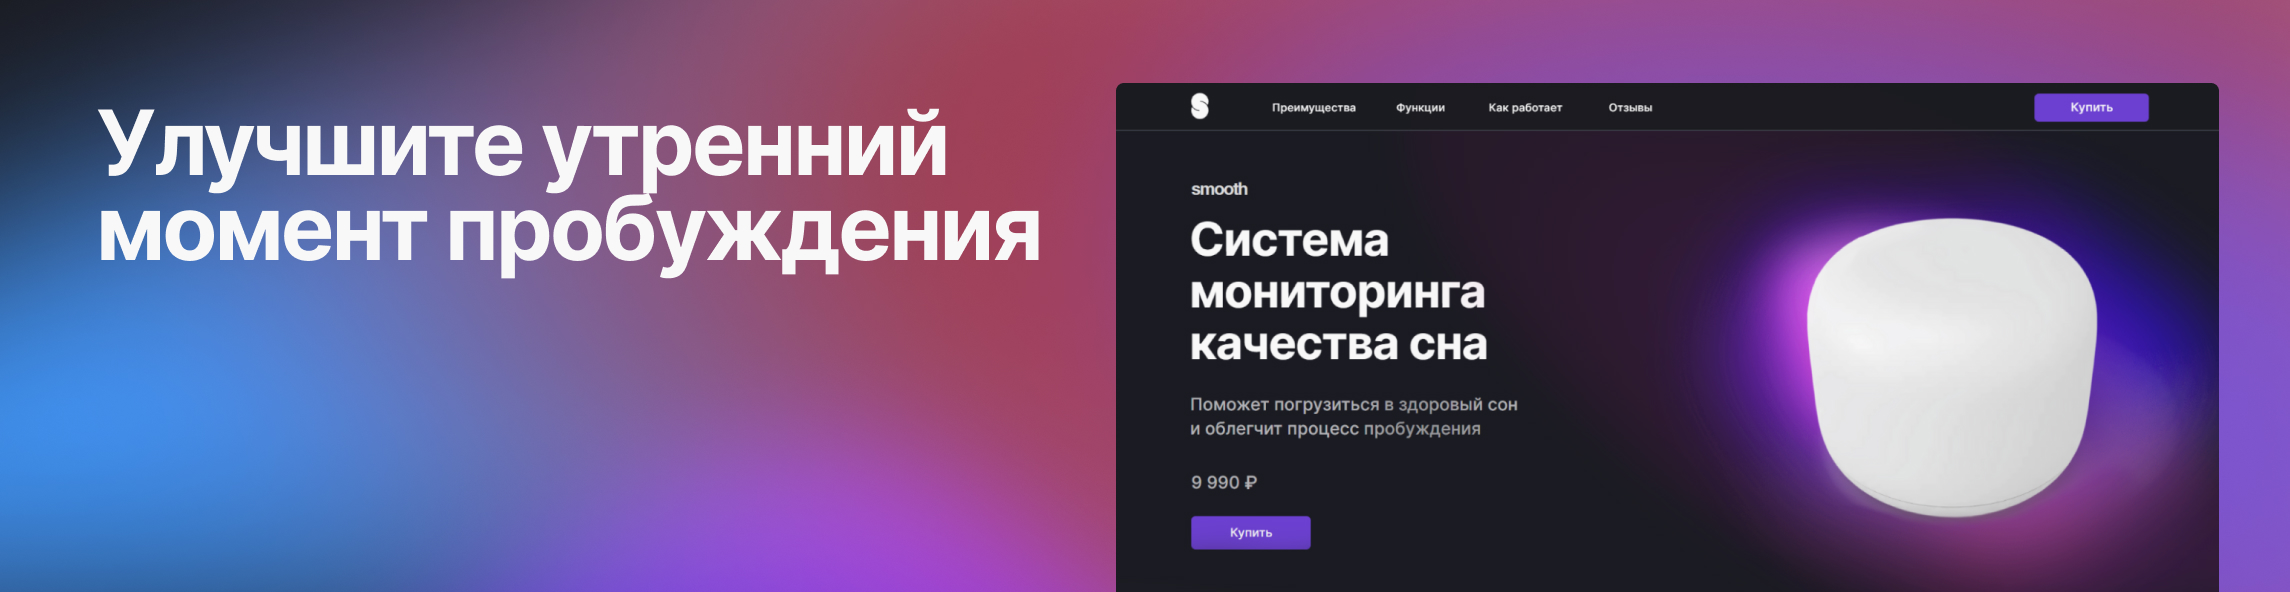 Улучшите утренний
момент пробуждения
S
Преимущества
Функции
Как работает
Отзывы
Купить
smooth
Система
мониторинга
качества сна
Поможет погрузиться в здоровый сон
и облегчит процесс пробуждения
9 990 ₽
Купить